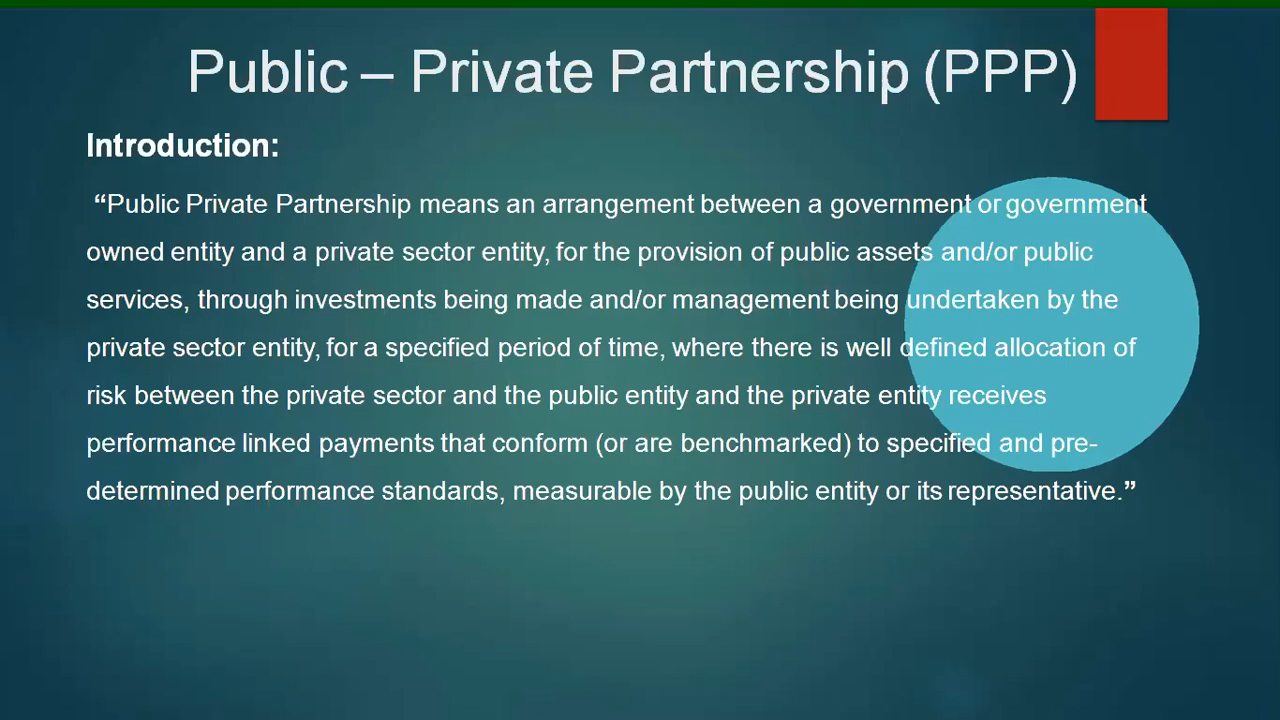 Public – Private Partnership (PPP)
Introduction:
“Public Private Partnership means an arrangement between a government or government
owned entity and a private sector entity, for the provision of public assets and/or public
services, through investments being made and/or management being undertaken by the
private sector entity, for a specified period of time, where there is well defined allocation of
risk between the private sector and the public entity and the private entity receives
performance linked payments that conform (or are benchmarked) to specified and pre-
determined performance standards, measurable by the public entity or its representative.”